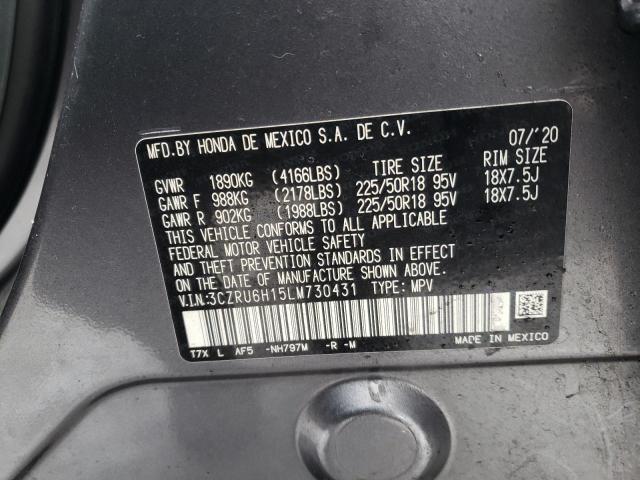 MFD.BY HONDA DE MEXICO S.A. DE C.V. 07/'20
GVWR 1890KG (4166LBS) TIRE SIZE RIM SIZE
GAWR F 988KG (2178LBS) 225/50R18 95V 18X7.5J
GAWR R 902KG (1988LBS) 225/50R18 95V 18X7.5J
THIS VEHICLE CONFORMS TO ALL APPLICABLE
FEDERAL MOTOR VEHICLE SAFETY
AND THEFT PREVENTION STANDARDS IN EFFECT
ON THE DATE OF MANUFACTURE SHOWN ABOVE.
V.I.N:3CZRU6H15LM730431 TYPE: MPV
T7X L AF5 -NH797M -R -M MADE IN MEXICO